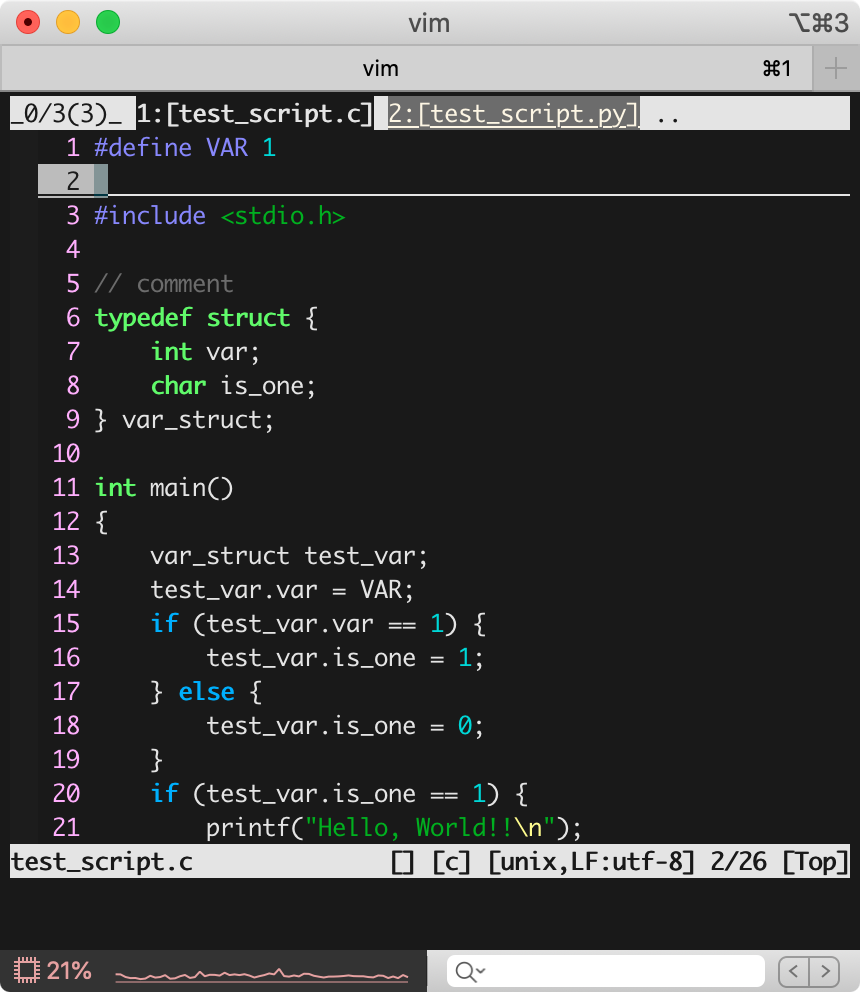 vim ⌥⌘3
vim ⌘1
_0/3(3)_ 1:[test_script.c] 2:[test_script.py] ..
1 #define VAR 1
2
3 #include <stdio.h>
4
5 // comment
6 typedef struct {
7     int var;
8     char is_one;
9 } var_struct;
10
11 int main()
12 {
13     var_struct test_var;
14     test_var.var = VAR;
15     if (test_var.var == 1) {
16         test_var.is_one = 1;
17     } else {
18         test_var.is_one = 0;
19     }
20     if (test_var.is_one == 1) {
21         printf("Hello, World!!\n");
test_script.c [] [c] [unix,LF:utf-8] 2/26 [Top]
21%